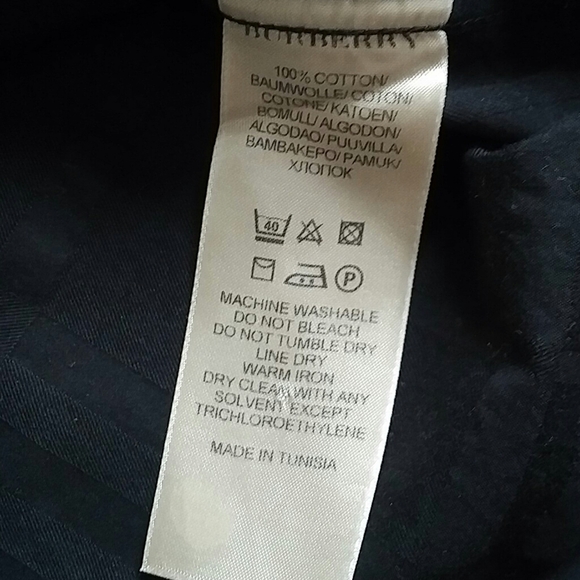 BURBERRY
100% COTTON/
BAUMWOLLE/ COTON/
COTONE/ KATOEN/
BOMULL/ ALGODON/
ALGODAO/ PUUVILLA/
BAMBAKEPO/ PAMUK/
ХЛОПОК
40
P
MACHINE WASHABLE
DO NOT BLEACH
DO NOT TUMBLE DRY
LINE DRY
WARM IRON
DRY CLEAN WITH ANY
SOLVENT EXCEPT
TRICHLOROETHYLENE
MADE IN TUNISIA